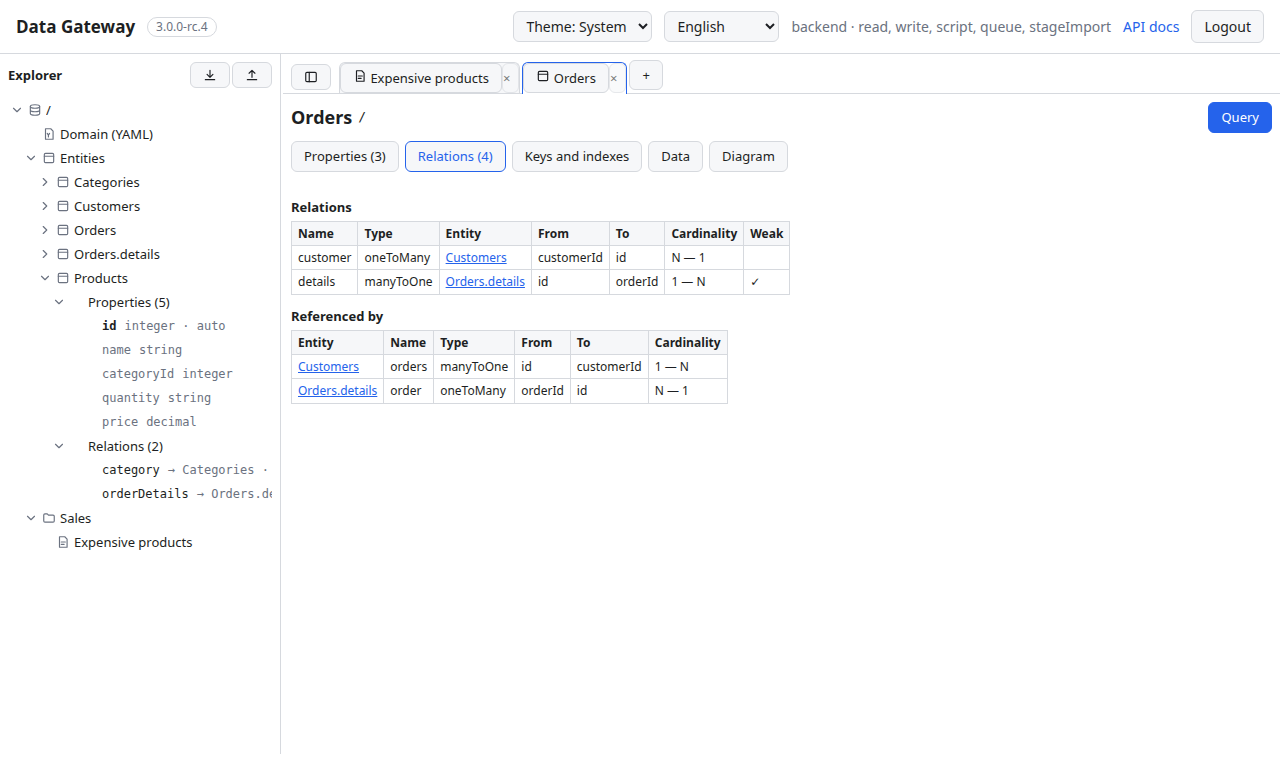 Data Gateway 3.0.0-rc.4 Theme: System English backend · read, write, script, queue, stageImport API docs Logout
Explorer
/
Domain (YAML)
Entities
Categories
Customers
Orders
Orders.details
Products
Properties (5)
id integer · auto
name string
categoryId integer
quantity string
price decimal
Relations (2)
category → Categories ·
orderDetails → Orders.de
Sales
Expensive products
Expensive products × Orders × +
Orders / Query
Properties (3) Relations (4) Keys and indexes Data Diagram
Relations
Name Type Entity From To Cardinality Weak
customer oneToMany Customers customerId id N — 1
details manyToOne Orders.details id orderId 1 — N ✓
Referenced by
Entity Name Type From To Cardinality
Customers orders manyToOne id customerId 1 — N
Orders.details order oneToMany orderId id N — 1